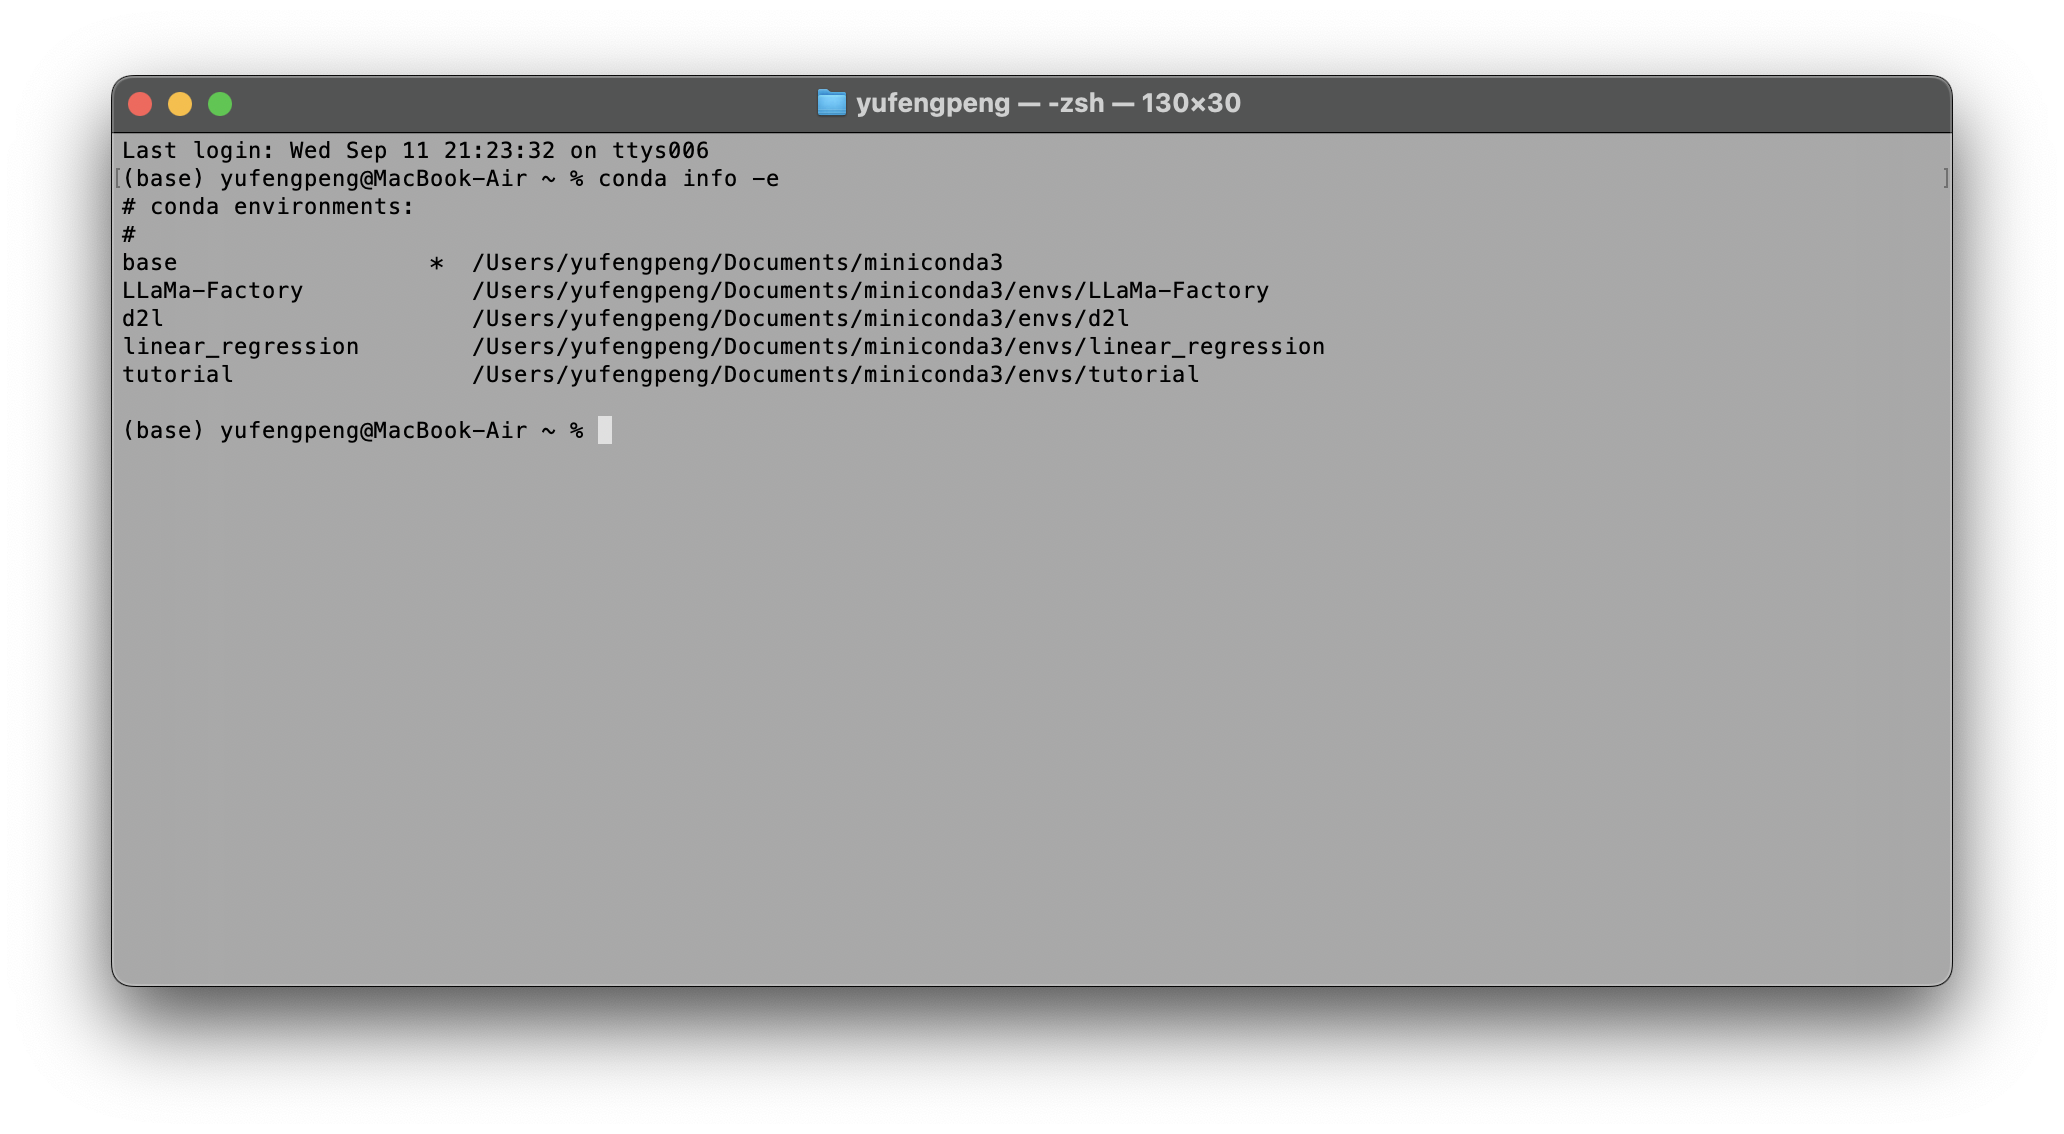 yufengpeng — -zsh — 130×30
Last login: Wed Sep 11 21:23:32 on ttys006
[(base) yufengpeng@MacBook-Air ~ % conda info -e ]
# conda environments:
#
base                  *  /Users/yufengpeng/Documents/miniconda3
LLaMa-Factory            /Users/yufengpeng/Documents/miniconda3/envs/LLaMa-Factory
d2l                      /Users/yufengpeng/Documents/miniconda3/envs/d2l
linear_regression        /Users/yufengpeng/Documents/miniconda3/envs/linear_regression
tutorial                 /Users/yufengpeng/Documents/miniconda3/envs/tutorial
(base) yufengpeng@MacBook-Air ~ %